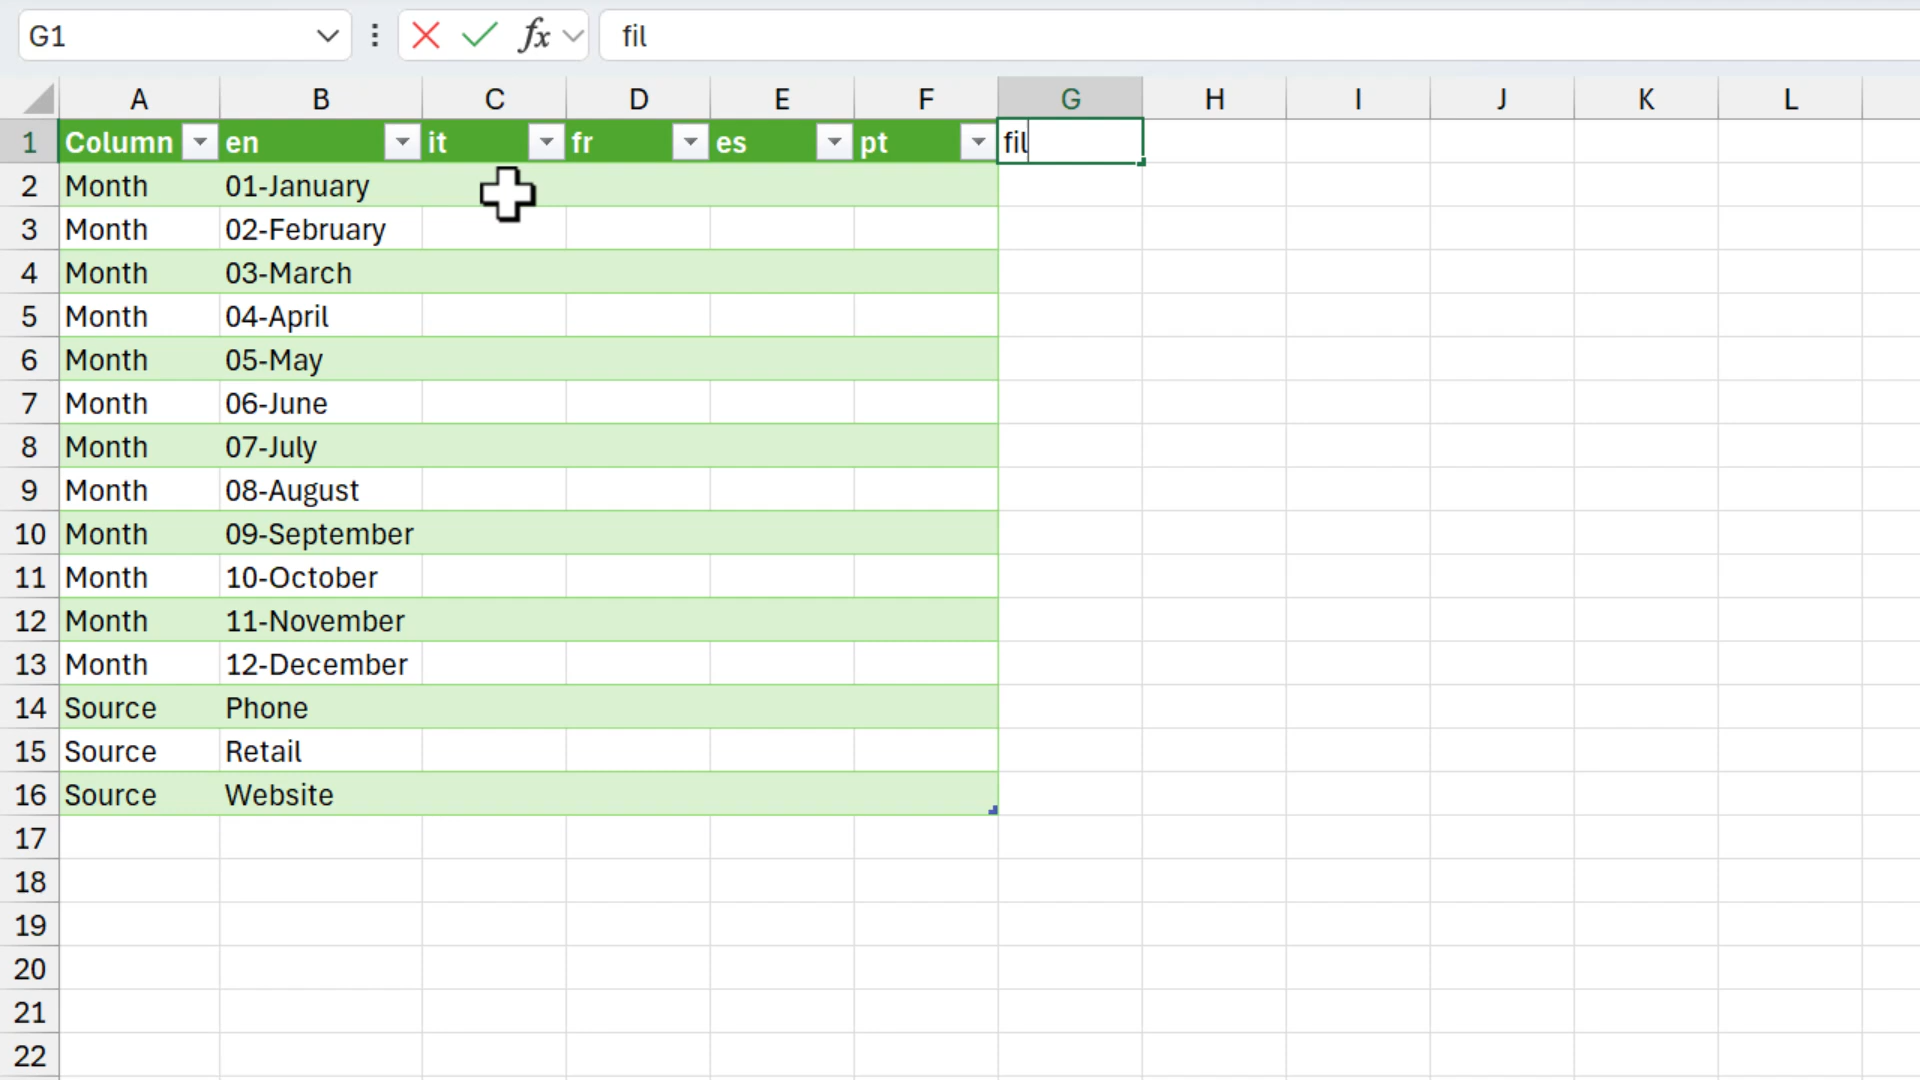 G1 fx fil
A B C D E F G H I J K L
1 Column en it fr es pt fil
2 Month 01-January
3 Month 02-February
4 Month 03-March
5 Month 04-April
6 Month 05-May
7 Month 06-June
8 Month 07-July
9 Month 08-August
10 Month 09-September
11 Month 10-October
12 Month 11-November
13 Month 12-December
14 Source Phone
15 Source Retail
16 Source Website
17
18
19
20
21
22